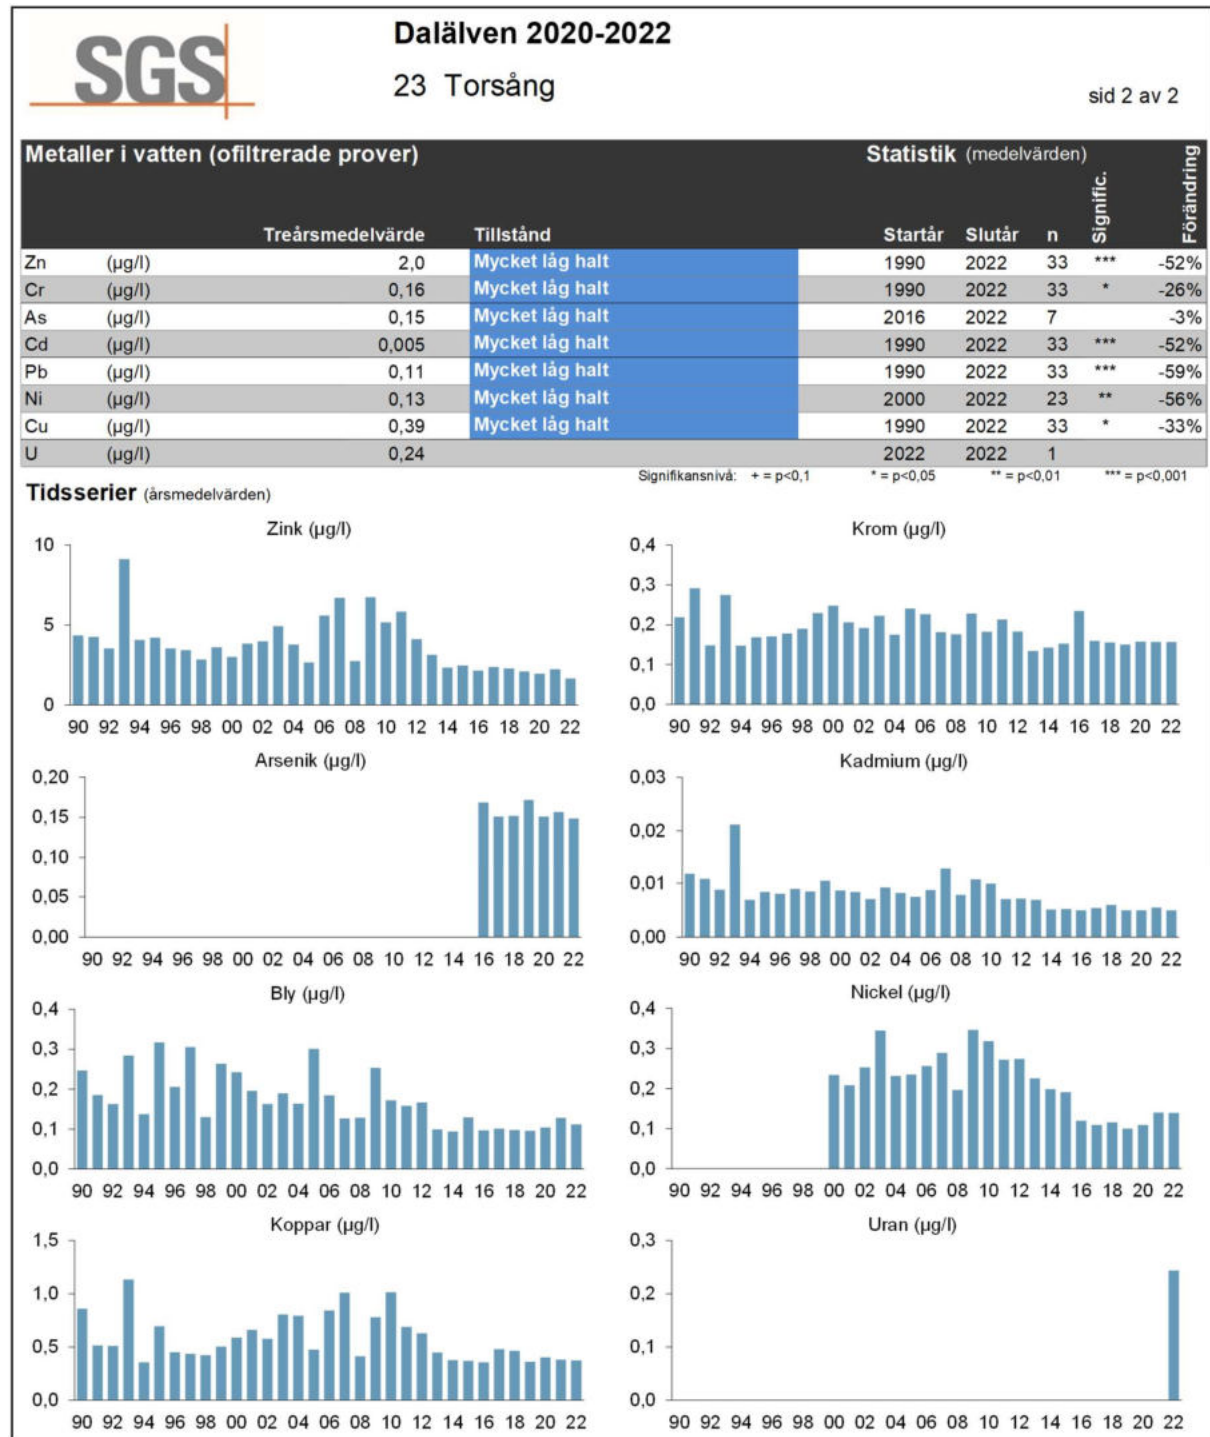 SGS
Dalälven 2020-2022
23 Torsång
sid 2 av 2
Metaller i vatten (ofiltrerade prover) Statistik (medelvärden)
Treårsmedelvärde Tillstånd Startår Slutår n Signific. Förändring
Zn (µg/l) 2,0 Mycket låg halt 1990 2022 33 *** -52%
Cr (µg/l) 0,16 Mycket låg halt 1990 2022 33 * -26%
As (µg/l) 0,15 Mycket låg halt 2016 2022 7 -3%
Cd (µg/l) 0,005 Mycket låg halt 1990 2022 33 *** -52%
Pb (µg/l) 0,11 Mycket låg halt 1990 2022 33 *** -59%
Ni (µg/l) 0,13 Mycket låg halt 2000 2022 23 ** -56%
Cu (µg/l) 0,39 Mycket låg halt 1990 2022 33 * -33%
U (µg/l) 0,24 2022 2022 1
Signifikansnivå: + = p<0,1 * = p<0,05 ** = p<0,01 *** = p<0,001
Tidsserier (årsmedelvärden)
Zink (µg/l)
10
5
0
90 92 94 96 98 00 02 04 06 08 10 12 14 16 18 20 22
Krom (µg/l)
0,4
0,3
0,2
0,1
0,0
90 92 94 96 98 00 02 04 06 08 10 12 14 16 18 20 22
Arsenik (µg/l)
0,20
0,15
0,10
0,05
0,00
90 92 94 96 98 00 02 04 06 08 10 12 14 16 18 20 22
Kadmium (µg/l)
0,03
0,02
0,01
0,00
90 92 94 96 98 00 02 04 06 08 10 12 14 16 18 20 22
Bly (µg/l)
0,4
0,3
0,2
0,1
0,0
90 92 94 96 98 00 02 04 06 08 10 12 14 16 18 20 22
Nickel (µg/l)
0,4
0,3
0,2
0,1
0,0
90 92 94 96 98 00 02 04 06 08 10 12 14 16 18 20 22
Koppar (µg/l)
1,5
1,0
0,5
0,0
90 92 94 96 98 00 02 04 06 08 10 12 14 16 18 20 22
Uran (µg/l)
0,3
0,2
0,1
0,0
90 92 94 96 98 00 02 04 06 08 10 12 14 16 18 20 22